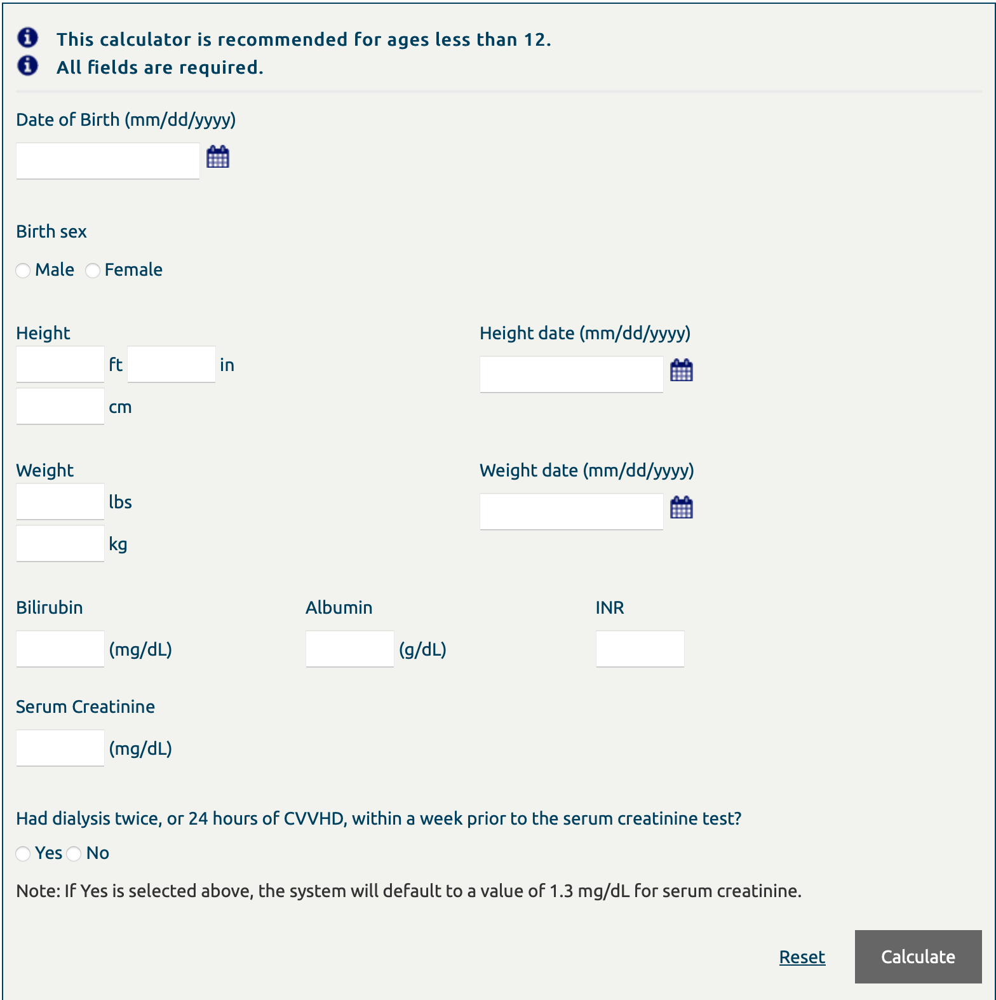 This calculator is recommended for ages less than 12.
All fields are required.
Date of Birth (mm/dd/yyyy)
Birth sex
Male Female
Height
ft in
cm
Height date (mm/dd/yyyy)
Weight
lbs
kg
Weight date (mm/dd/yyyy)
Bilirubin
(mg/dL)
Albumin
(g/dL)
INR
Serum Creatinine
(mg/dL)
Had dialysis twice, or 24 hours of CVVHD, within a week prior to the serum creatinine test?
Yes No
Note: If Yes is selected above, the system will default to a value of 1.3 mg/dL for serum creatinine.
Reset Calculate